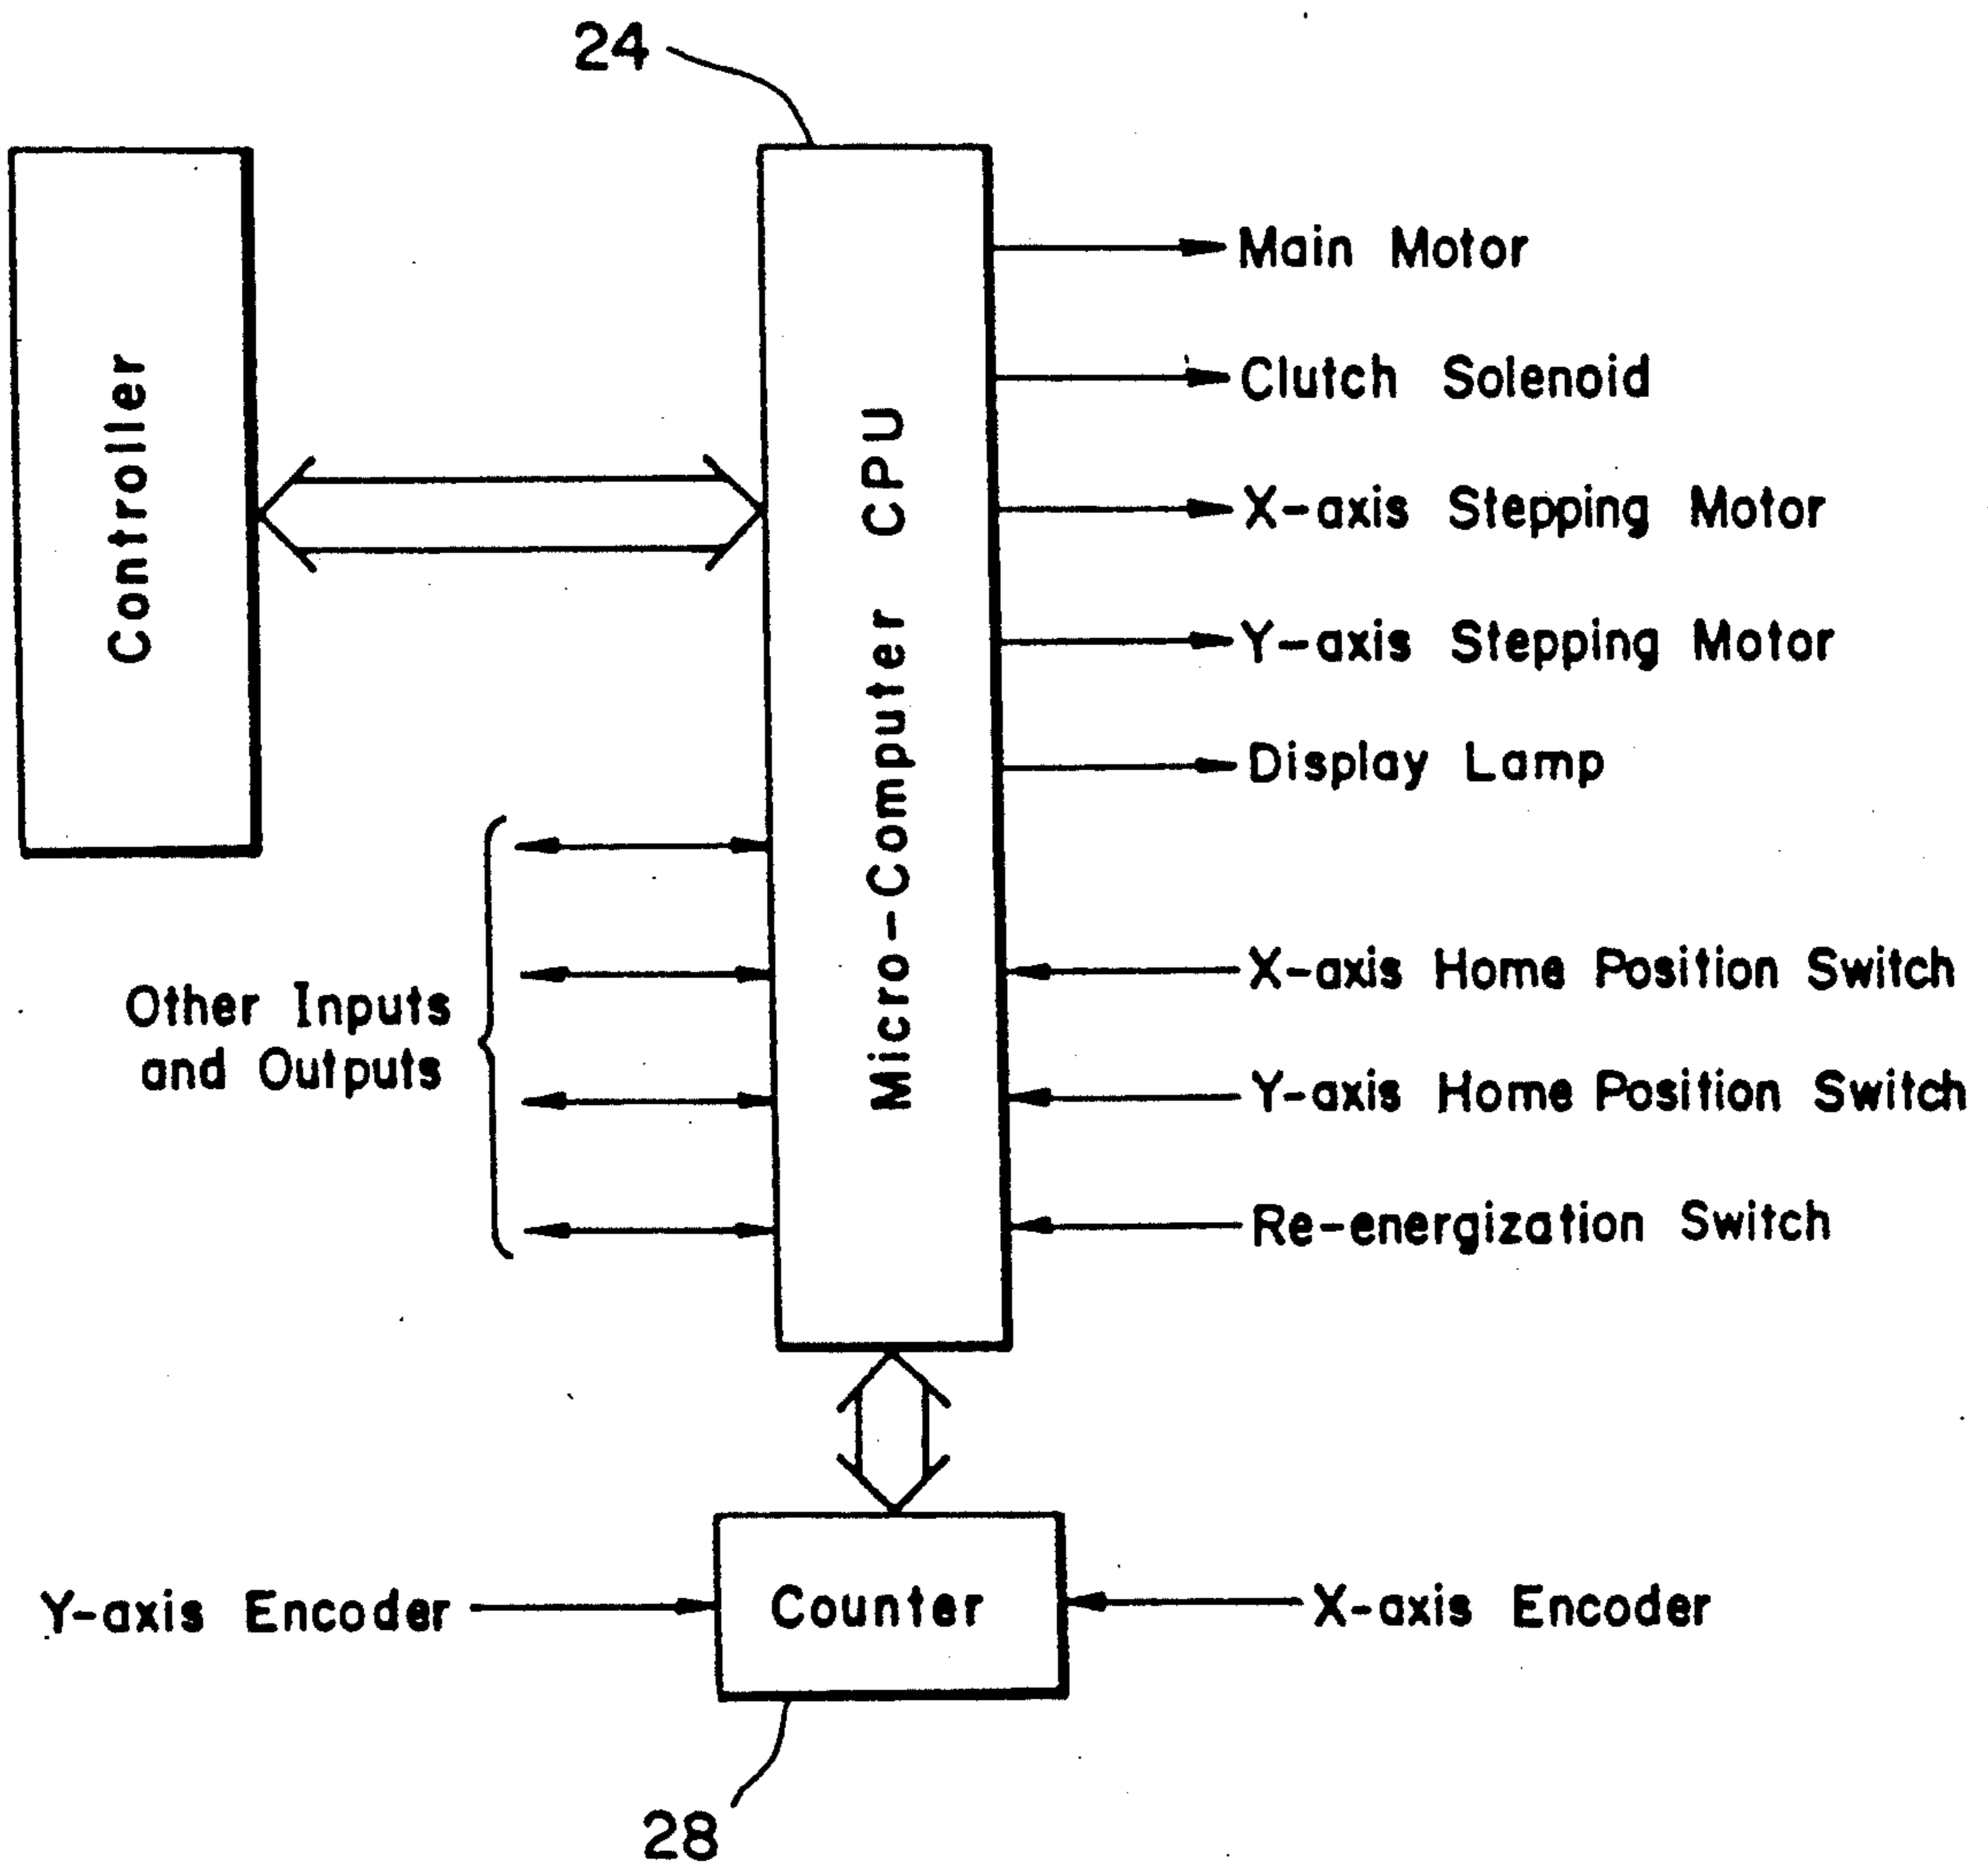 24
Controller
Micro-Computer CPU
Main Motor
Clutch Solenoid
X-axis Stepping Motor
Y-axis Stepping Motor
Display Lamp
Other Inputs
and Outputs
X-axis Home Position Switch
Y-axis Home Position Switch
Re-energization Switch
Y-axis Encoder
Counter
X-axis Encoder
28